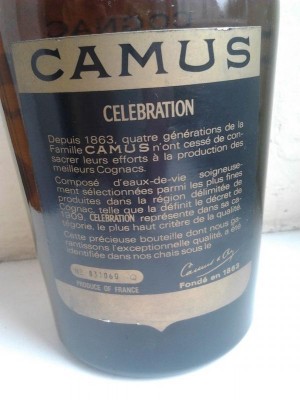 CAMUS
CELEBRATION
Depuis 1863, quatre générations de la
Famille CAMUS n'ont cessé de con-
sacrer leurs efforts à la production des
meilleurs Cognacs.
Composé d'eaux-de-vie soigneuse-
ment sélectionnées parmi les plus fines
produites dans la région délimitée de
Cognac, telle que la définit le décret de
1909. CELEBRATION représente dans sa ca-
tégorie, le plus haut critère de la qualité.
Cette précieuse bouteille dont nous ga-
rantissons l'exceptionnelle qualité, a été
identifiée dans nos chais sous le
PRODUCE OF FRANCE
Camus & Co
Fondé en 1863